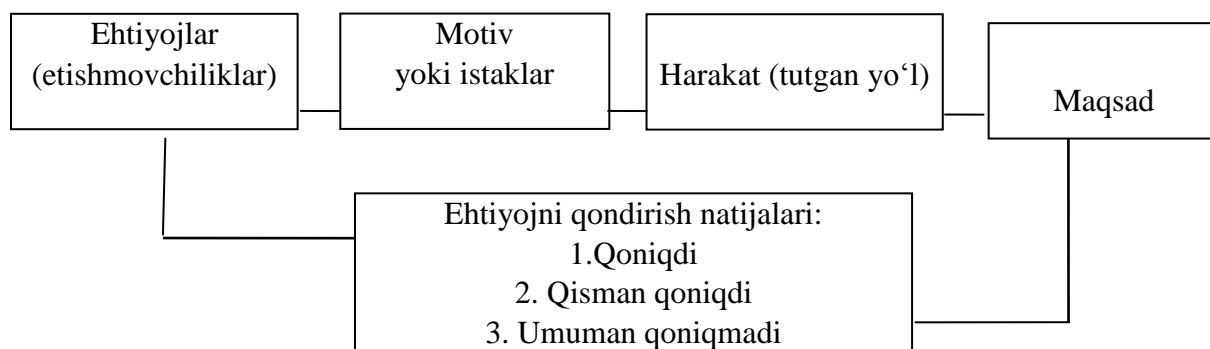 Ehtiyojlar
(etishmovchiliklar)
Motiv
yoki istaklar
Harakat (tutgan yo‘l)
Maqsad
Ehtiyojni qondirish natijalari:
1.Qoniqdi
2. Qisman qoniqdi
3. Umuman qoniqmadi